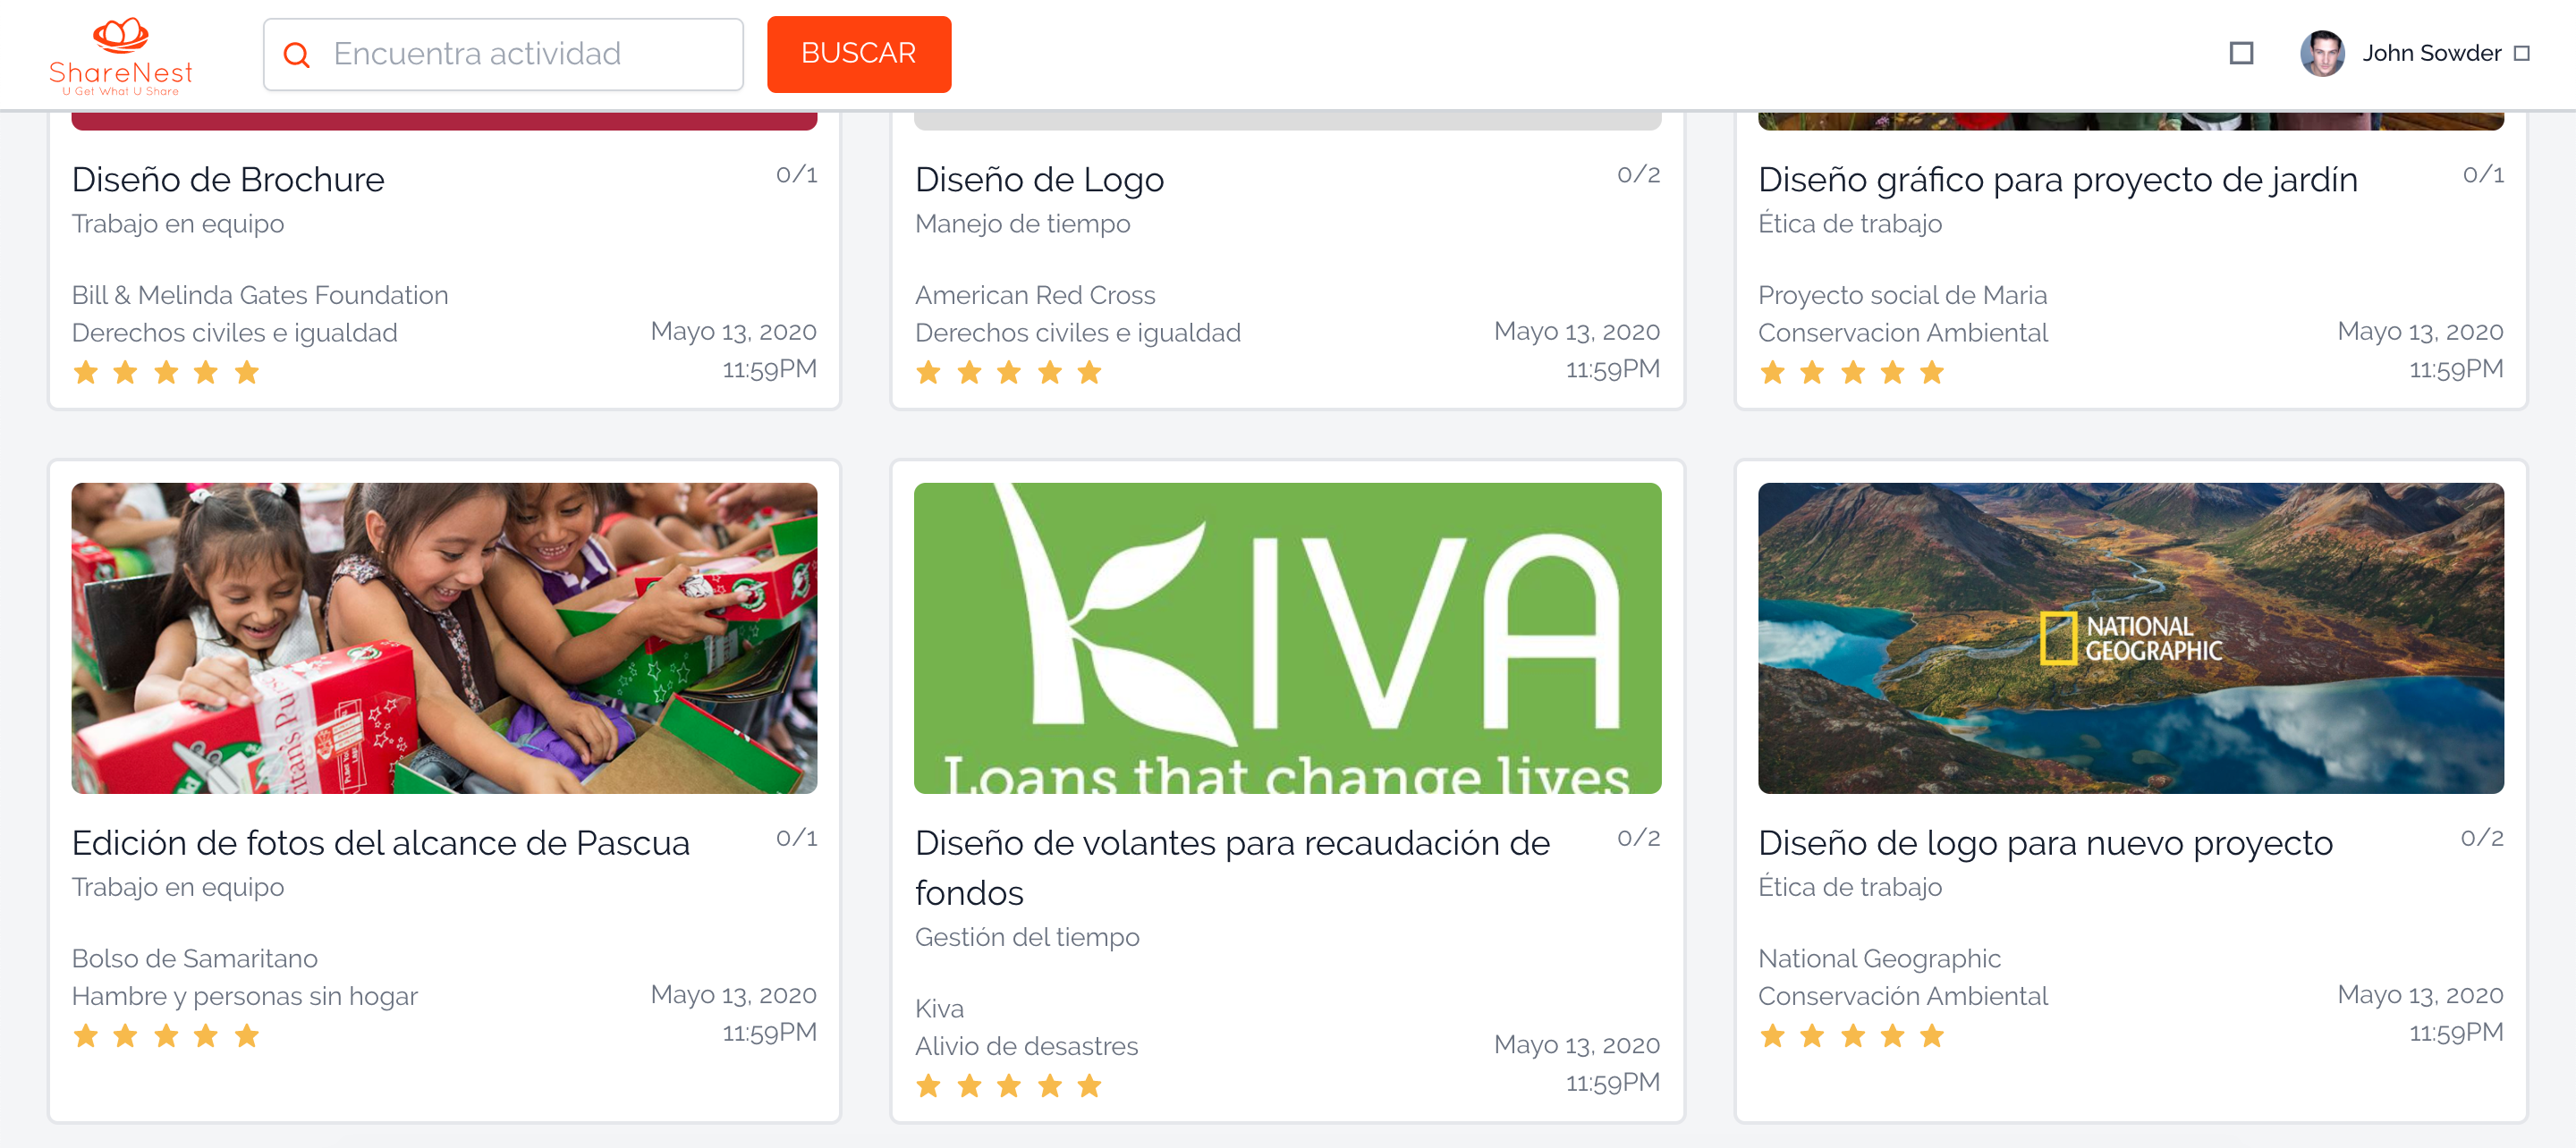 ShareNest
U Get What U Share
Encuentra actividad
BUSCAR
John Sowder
Diseño de Brochure
0/1
Trabajo en equipo
Bill & Melinda Gates Foundation
Derechos civiles e igualdad
Mayo 13, 2020
11:59PM
Diseño de Logo
0/2
Manejo de tiempo
American Red Cross
Derechos civiles e igualdad
Mayo 13, 2020
11:59PM
Diseño gráfico para proyecto de jardín
0/1
Ética de trabajo
Proyecto social de Maria
Conservacion Ambiental
Mayo 13, 2020
11:59PM
Edición de fotos del alcance de Pascua
0/1
Trabajo en equipo
Bolso de Samaritano
Hambre y personas sin hogar
Mayo 13, 2020
11:59PM
KIVA
Loans that change lives
Diseño de volantes para recaudación de
fondos
0/2
Gestión del tiempo
Kiva
Alivio de desastres
Mayo 13, 2020
11:59PM
NATIONAL
GEOGRAPHIC
Diseño de logo para nuevo proyecto
0/2
Ética de trabajo
National Geographic
Conservación Ambiental
Mayo 13, 2020
11:59PM